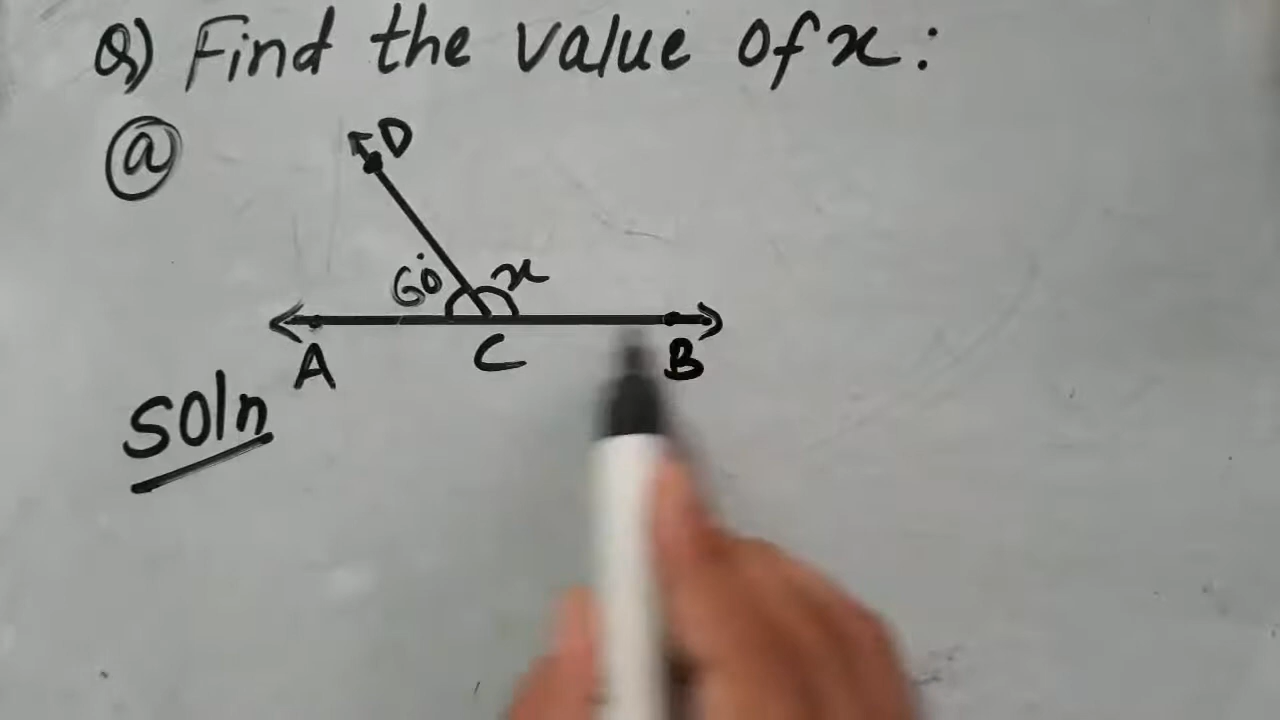 Q) Find the value of x:
(a)
D
60° x
A C B
Soln